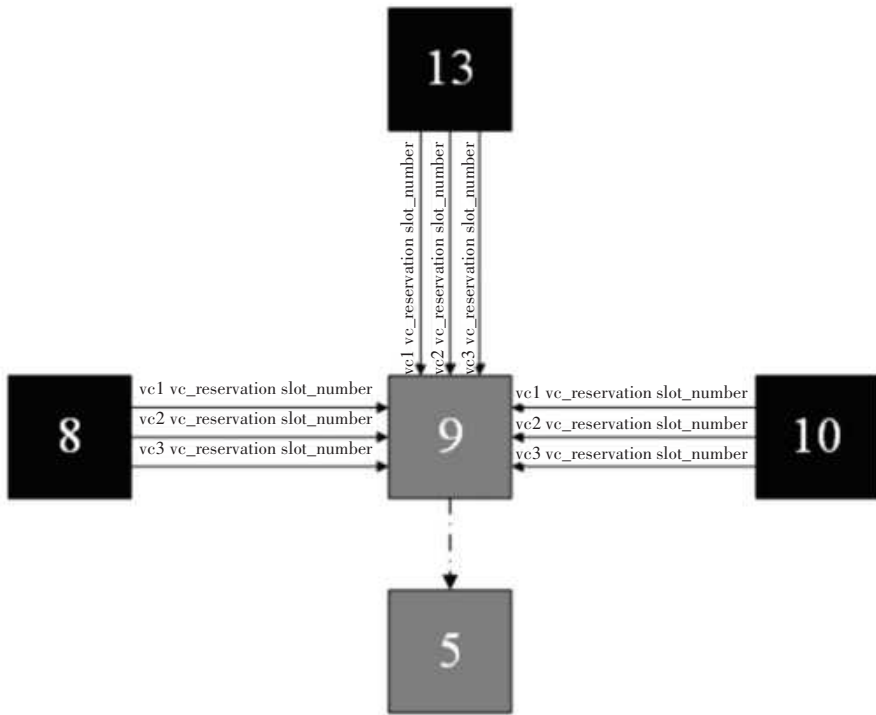 13
vc1 vc_reservation slot_number
vc2 vc_reservation slot_number
vc3 vc_reservation slot_number
8
vc1 vc_reservation slot_number
vc2 vc_reservation slot_number
vc3 vc_reservation slot_number
9
vc1 vc_reservation slot_number
vc2 vc_reservation slot_number
vc3 vc_reservation slot_number
10
5